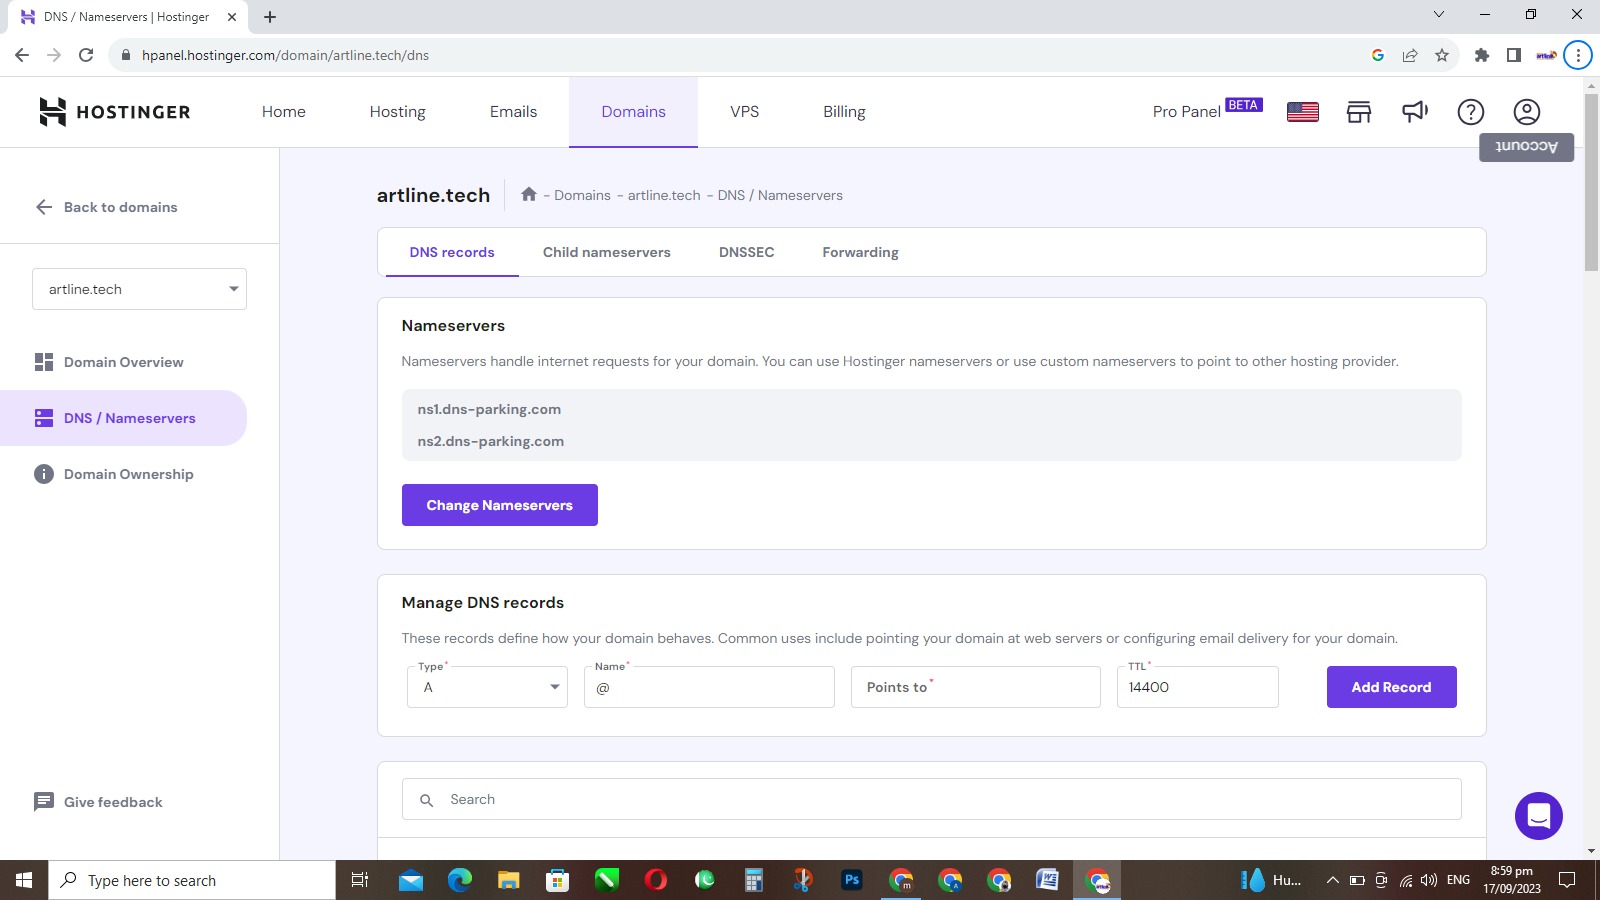 DNS / Nameservers | Hostinger
hpanel.hostinger.com/domain/artline.tech/dns
HOSTINGER
Home
Hosting
Emails
Domains
VPS
Billing
Pro Panel BETA
Account
Back to domains
artline.tech
Domain Overview
DNS / Nameservers
Domain Ownership
Give feedback
artline.tech
- Domains - artline.tech - DNS / Nameservers
DNS records
Child nameservers
DNSSEC
Forwarding
Nameservers
Nameservers handle internet requests for your domain. You can use Hostinger nameservers or use custom nameservers to point to other hosting provider.
ns1.dns-parking.com
ns2.dns-parking.com
Change Nameservers
Manage DNS records
These records define how your domain behaves. Common uses include pointing your domain at web servers or configuring email delivery for your domain.
Type*
A
Name*
@
Points to*
TTL*
14400
Add Record
Search
Type here to search
Ps
Hu...
ENG
8:59 pm
17/09/2023